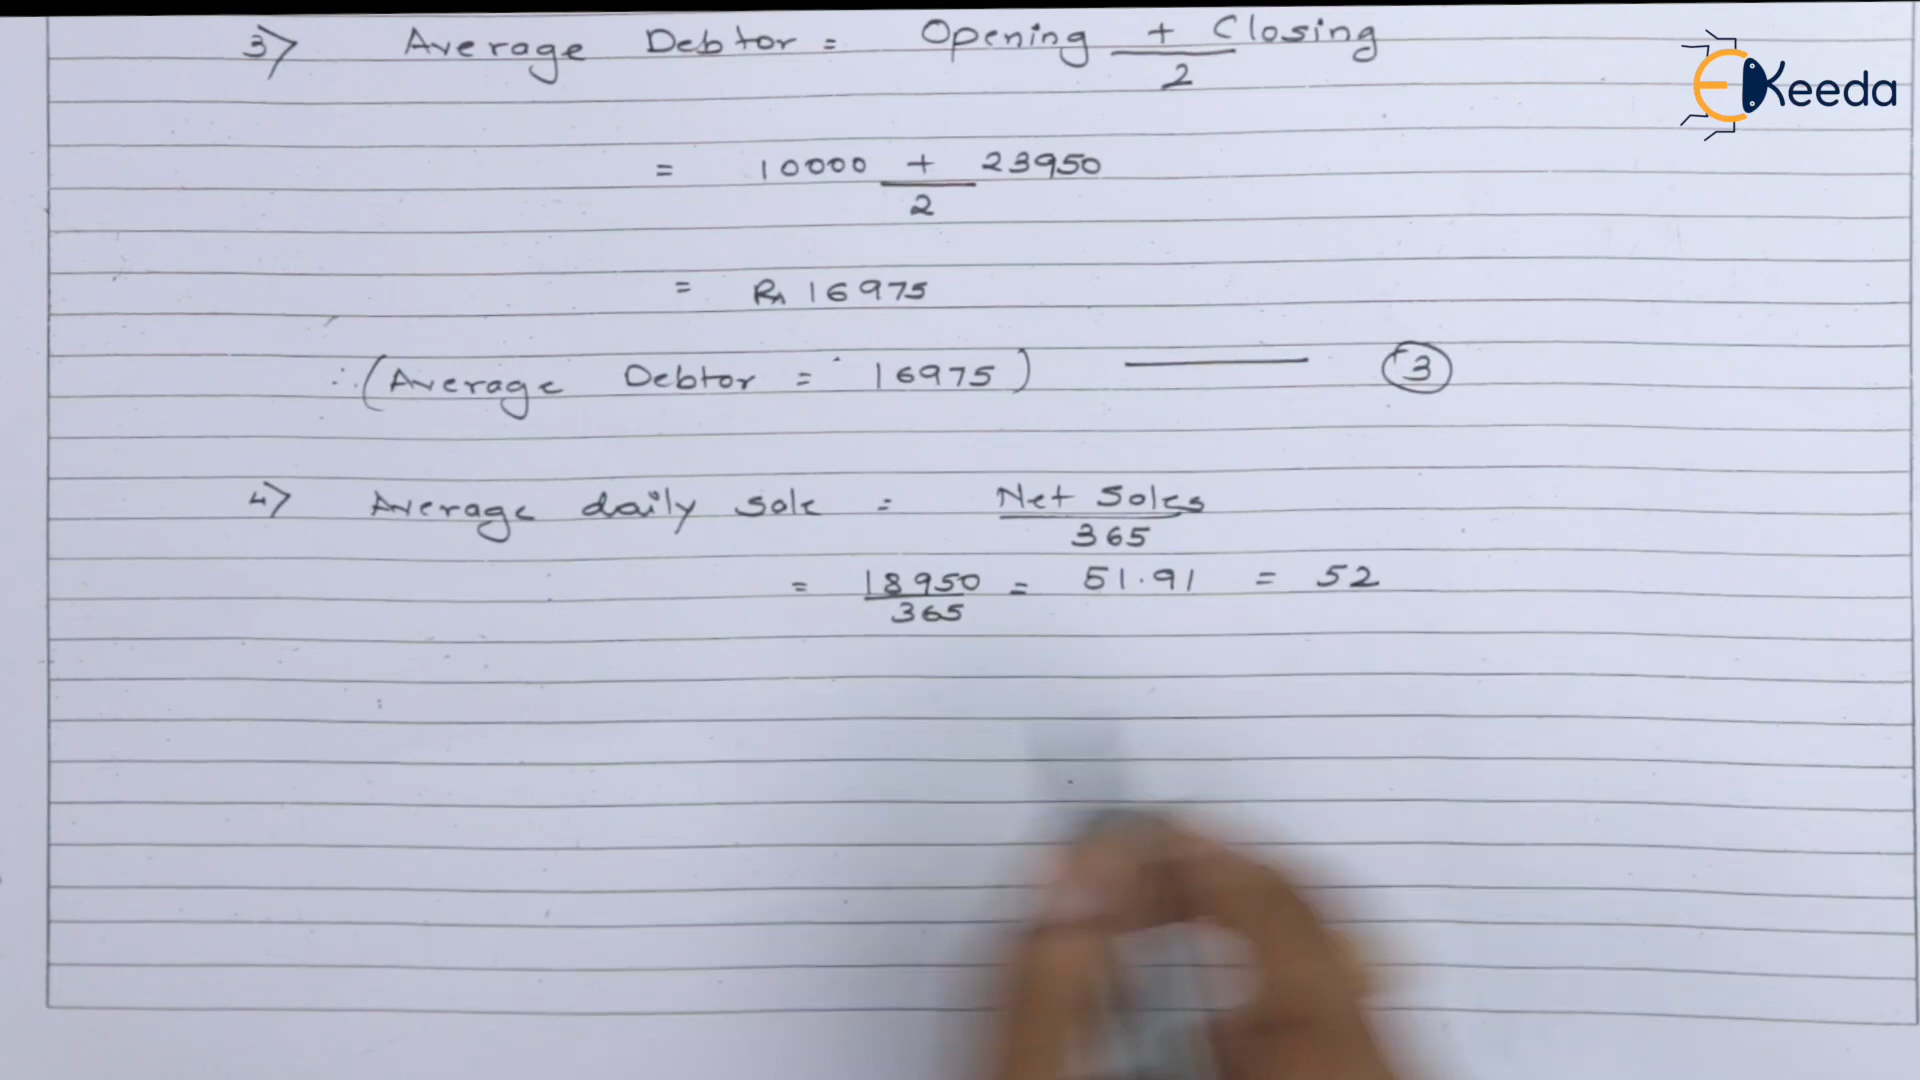 3) Average Debtor = Opening + Closing
2
EKeeda
= 10000 + 23950
2
= Rs 16975
∴ (Average Debtor = 16975) —— 3
4) Average daily sale = Net Sales
365
= 18950 = 51.91 = 52
365